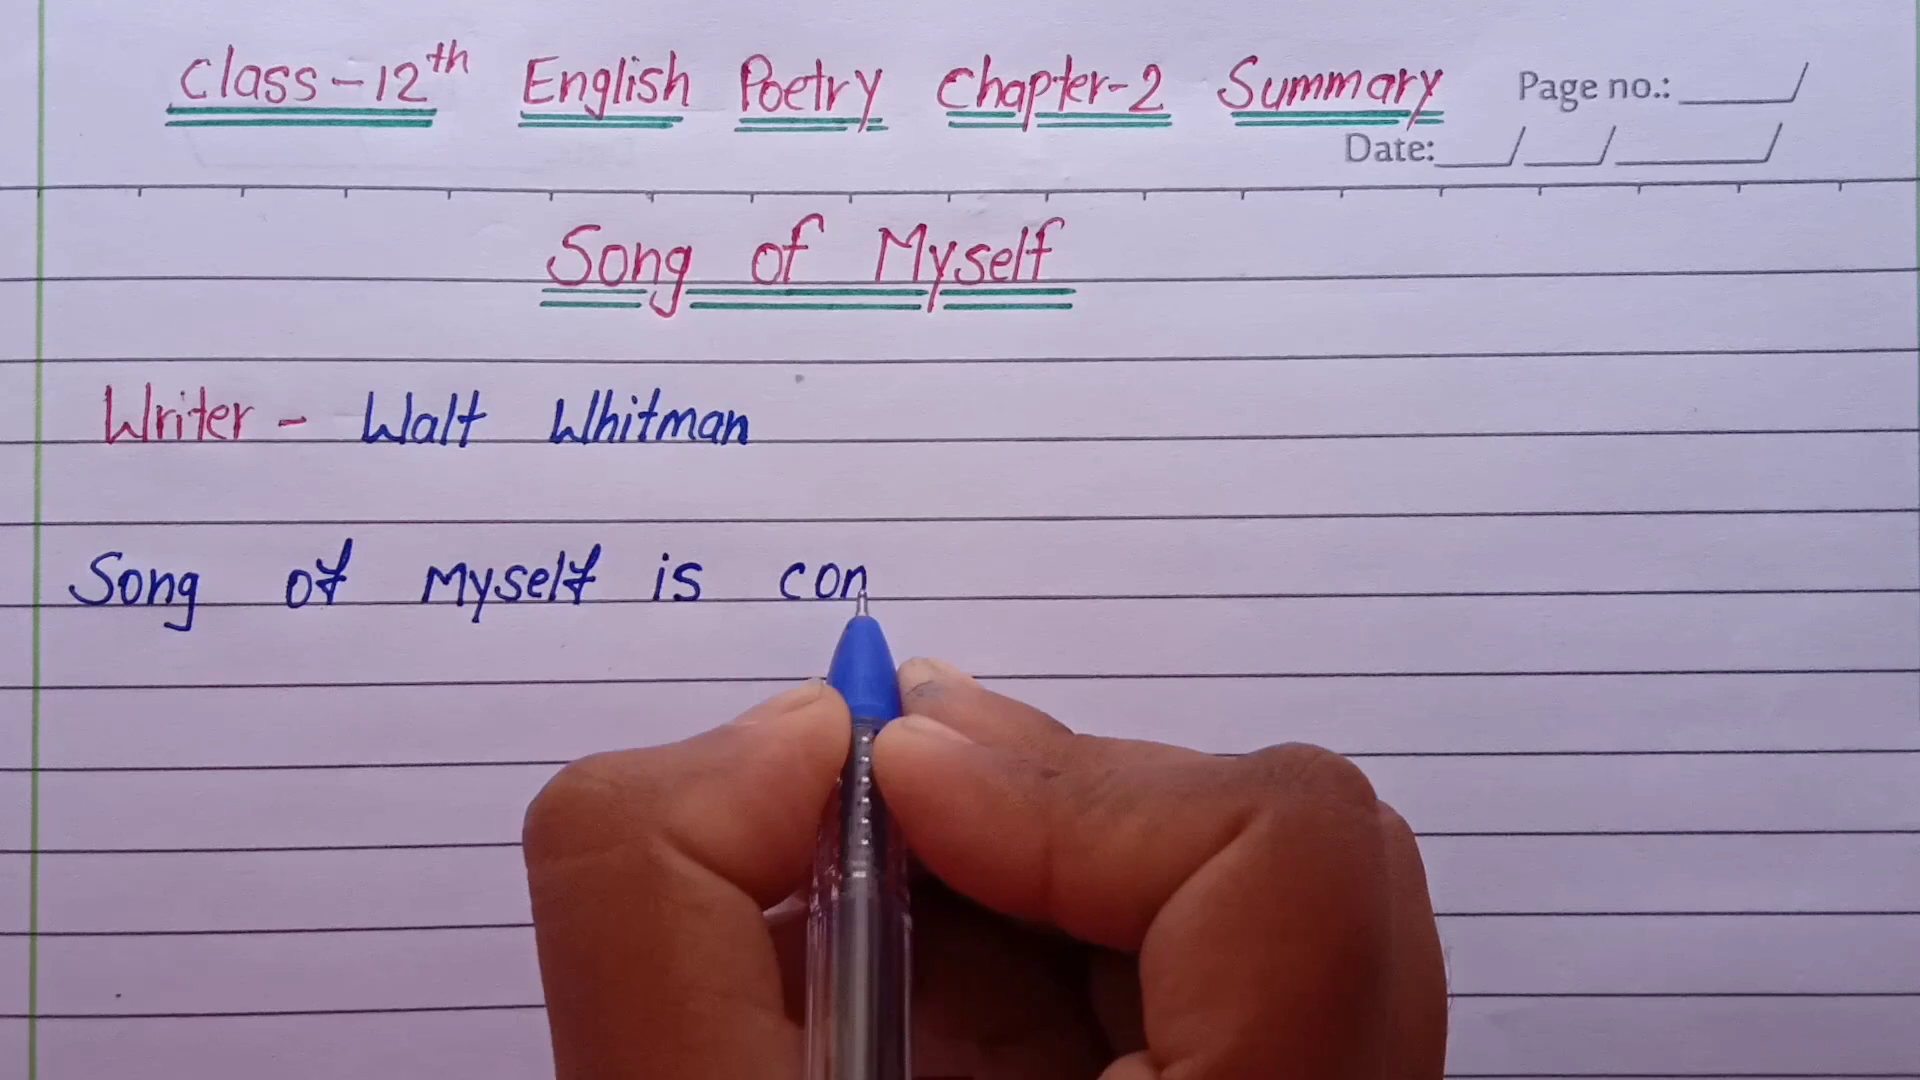 Class-12th English Poetry Chapter-2 Summary
Page no.:
Date:
Song of Myself
Writer - Walt Whitman
Song of Myself is con